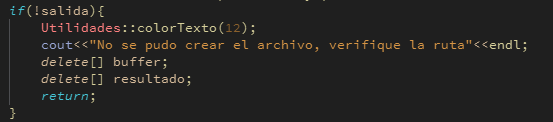 if(!salida){
Utilidades::colorTexto(12);
cout<<"No se pudo crear el archivo, verifique la ruta"<<endl;
delete[] buffer;
delete[] resultado;
return;
}